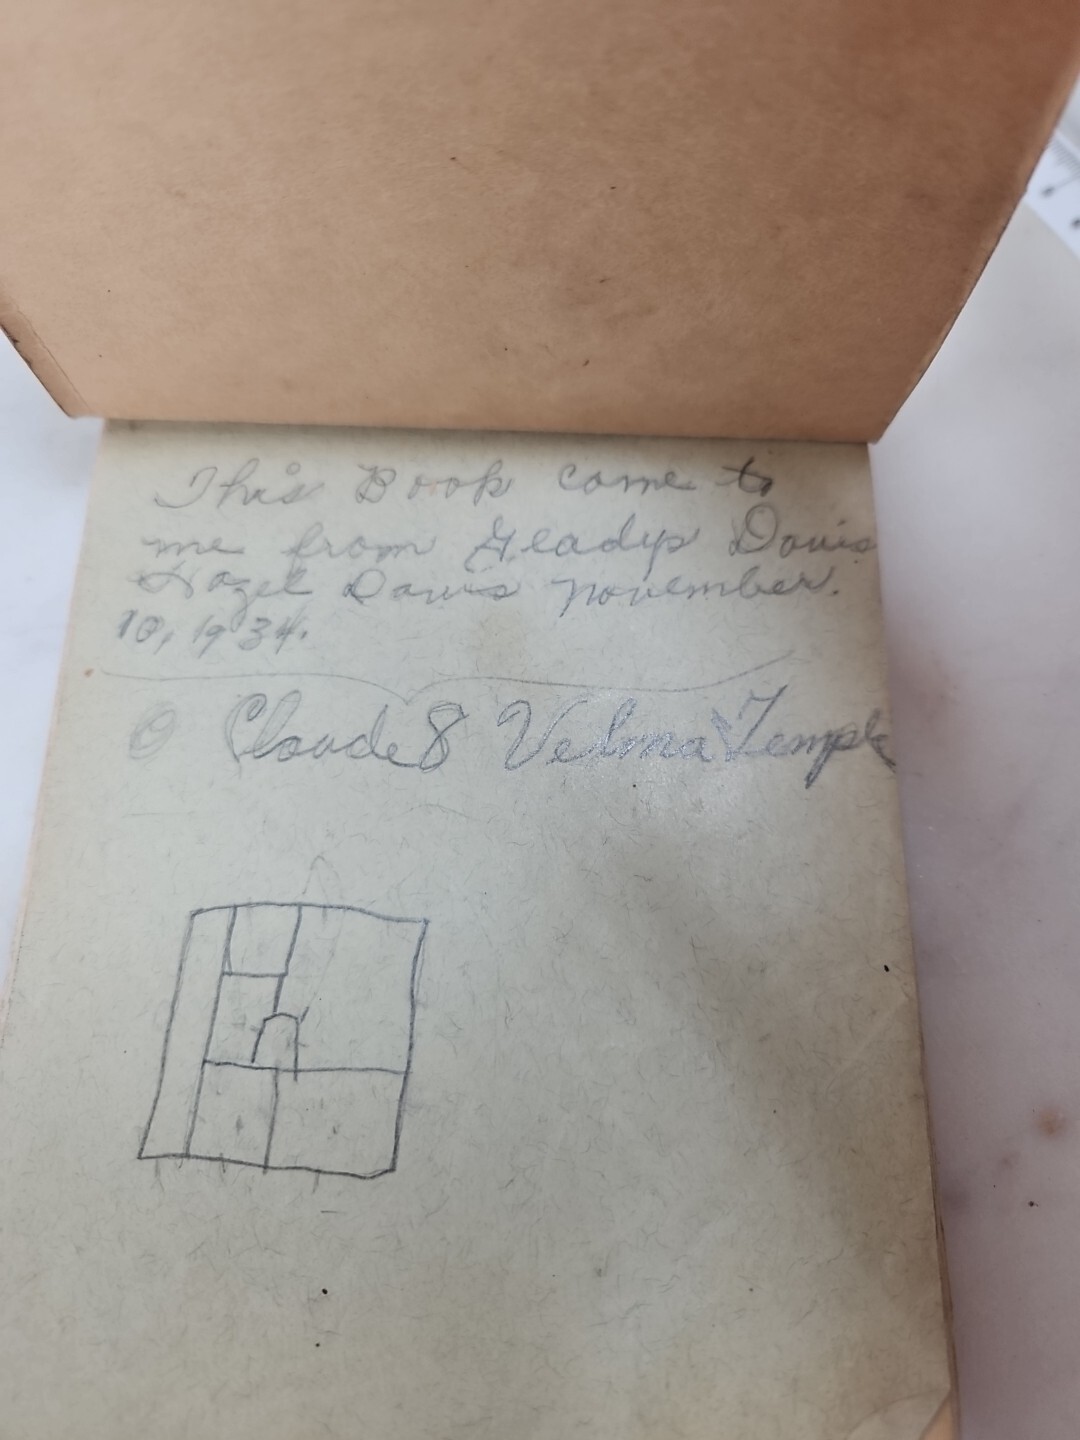 This Book come to
me from Gladys Davis
Hazel Davis November.
10, 1934.
O Claude & Velma Temple